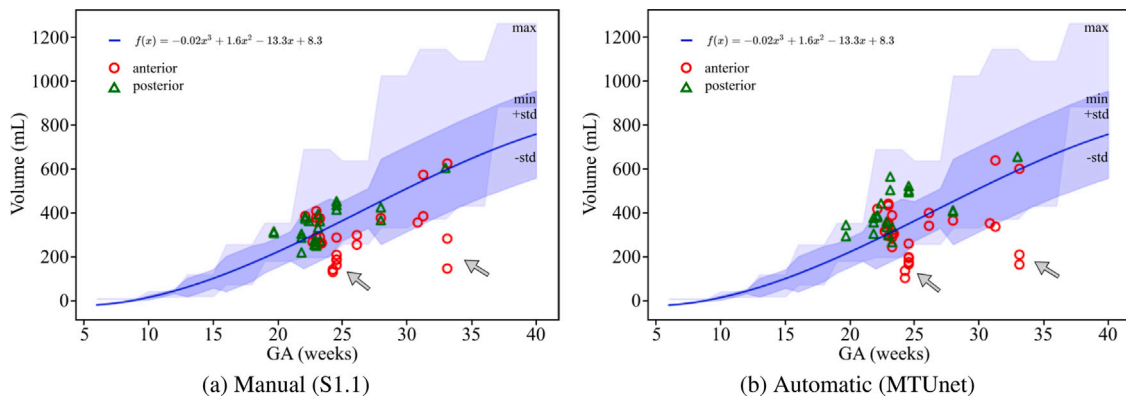 1200
1000
800
600
400
200
0
Volume (mL)
f(x) = −0.02x³ + 1.6x² − 13.3x + 8.3
anterior
posterior
max
min
+std
-std
5 10 15 20 25 30 35 40
GA (weeks)
(a) Manual (S1.1)
1200
1000
800
600
400
200
0
Volume (mL)
f(x) = −0.02x³ + 1.6x² − 13.3x + 8.3
anterior
posterior
max
min
+std
-std
5 10 15 20 25 30 35 40
GA (weeks)
(b) Automatic (MTUnet)